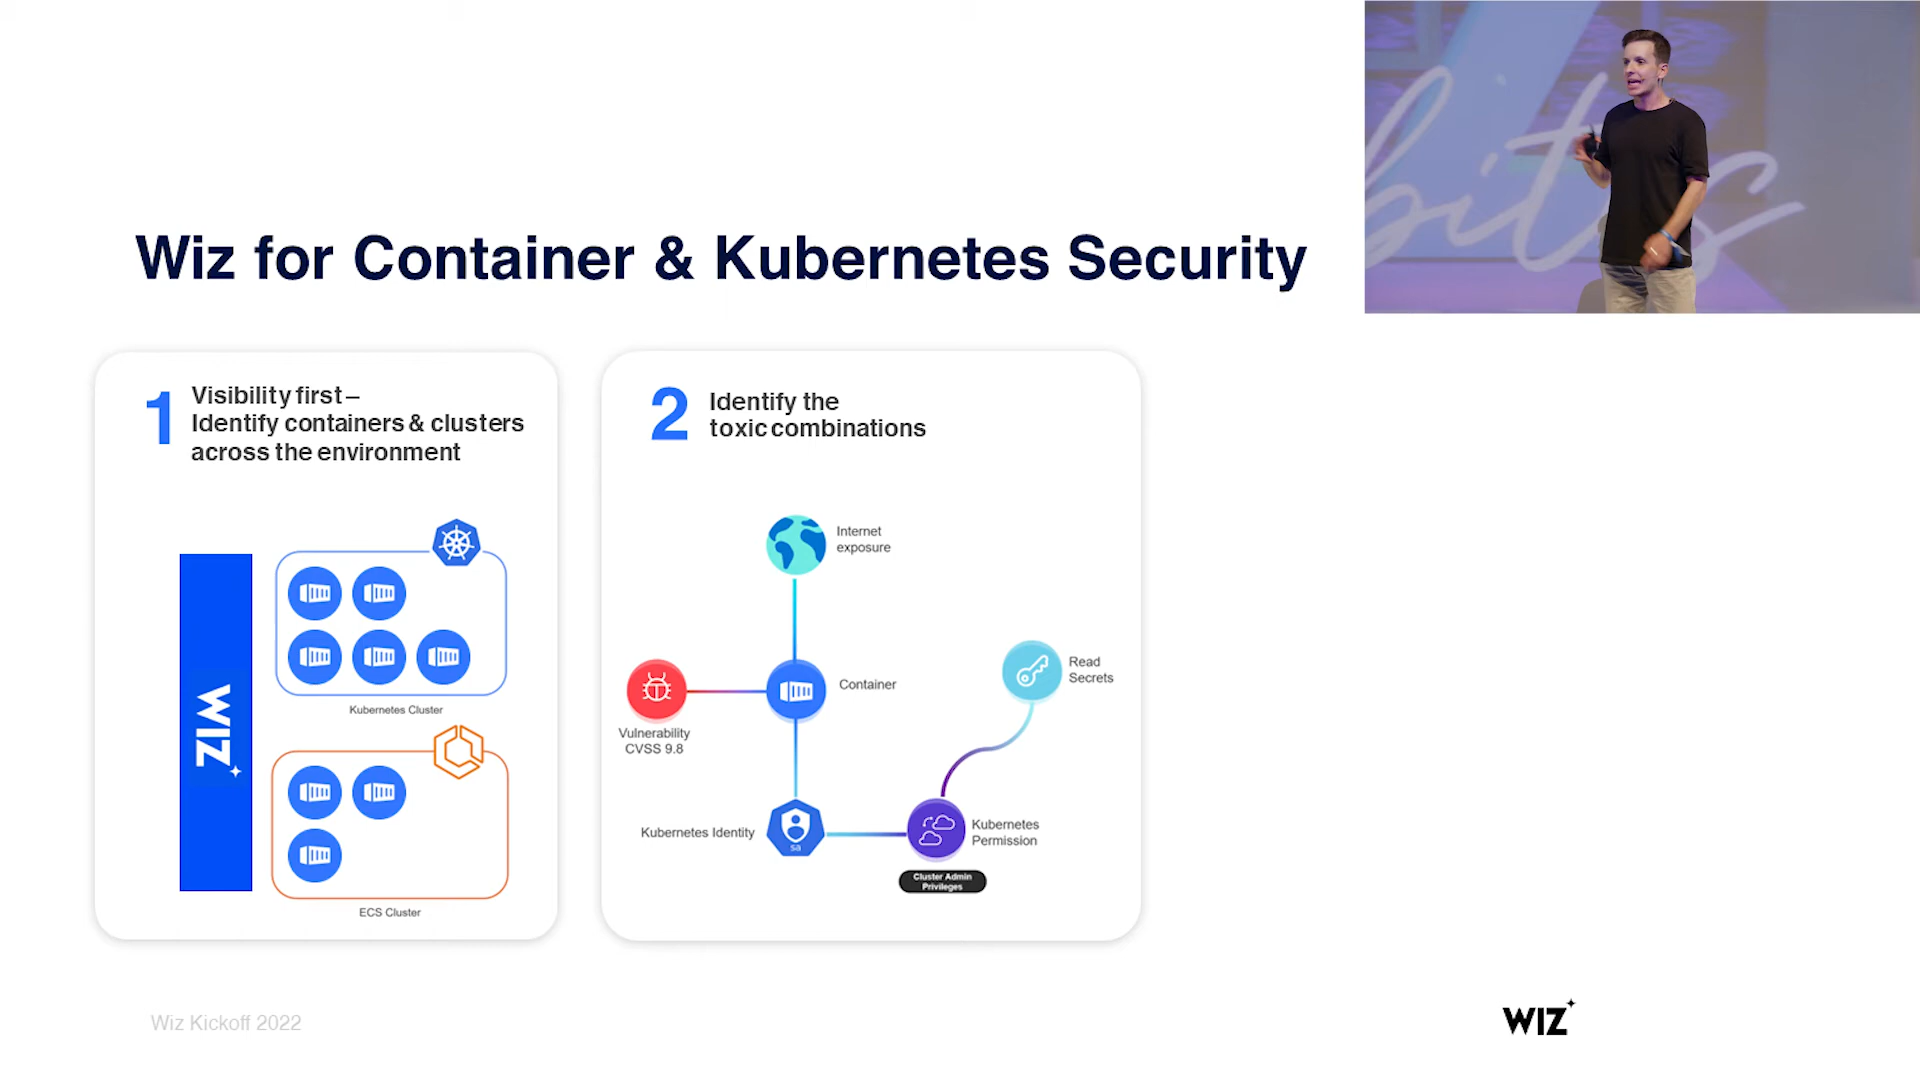 bits
Wiz for Container & Kubernetes Security
1
Visibility first –
Identify containers & clusters
across the environment
WIZ
Kubernetes Cluster
ECS Cluster
2
Identify the
toxic combinations
Internet
exposure
Container
Read
Secrets
Vulnerability
CVSS 9.8
Kubernetes Identity
sa
Kubernetes
Permission
Cluster Admin
Privileges
Wiz Kickoff 2022
WIZ